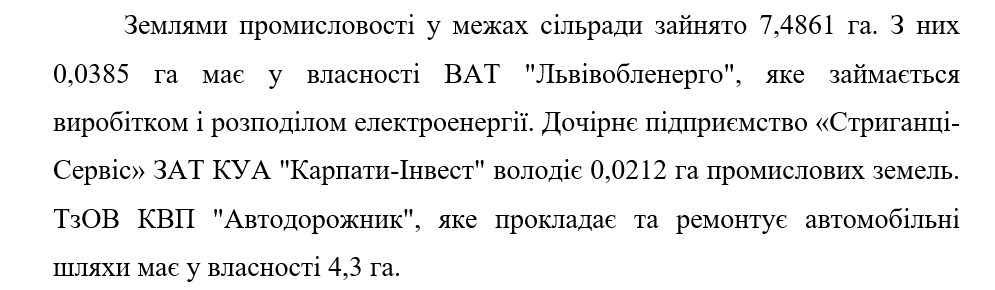 Землями промисловості у межах сільради зайнято 7,4861 га. З них
0,0385 га має у власності ВАТ "Львівобленерго", яке займається
виробітком і розподілом електроенергії. Дочірнє підприємство «Стриганці-
Сервіс» ЗАТ КУА "Карпати-Інвест" володіє 0,0212 га промислових земель.
ТзОВ КВП "Автодорожник", яке прокладає та ремонтує автомобільні
шляхи має у власності 4,3 га.